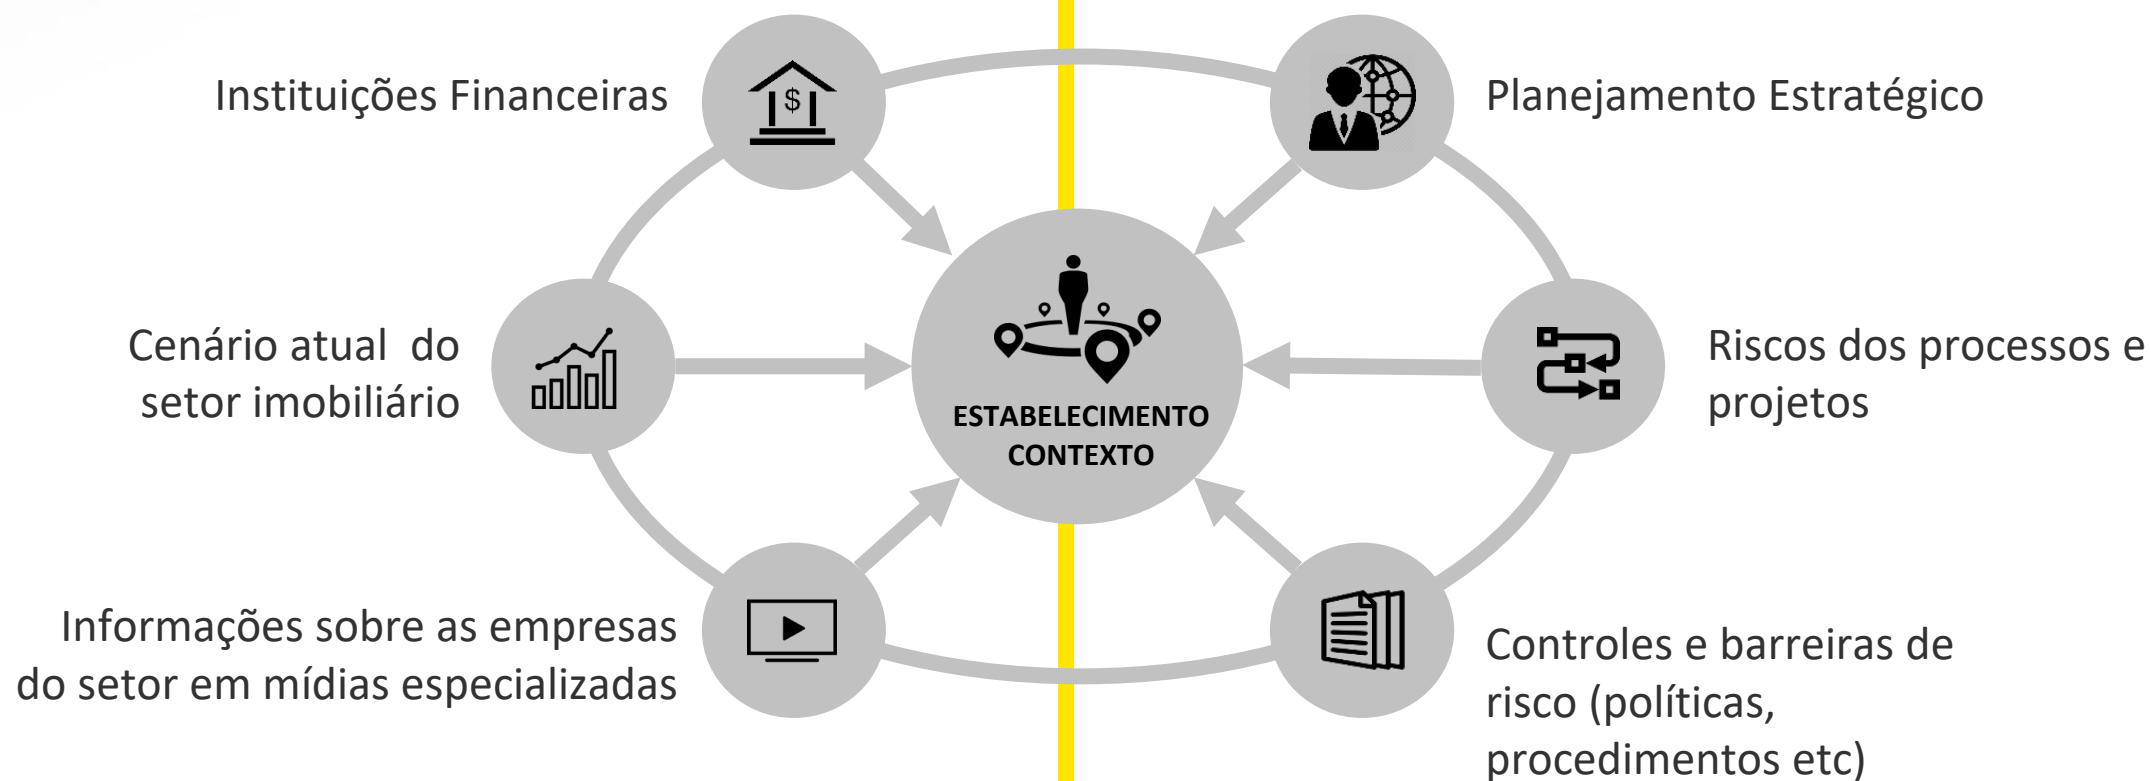 Instituições Financeiras
$
Planejamento Estratégico
Cenário atual  do
setor imobiliário
ESTABELECIMENTO
CONTEXTO
Riscos dos processos e
projetos
Informações sobre as empresas
do setor em mídias especializadas
Controles e barreiras de
risco (políticas,
procedimentos etc)